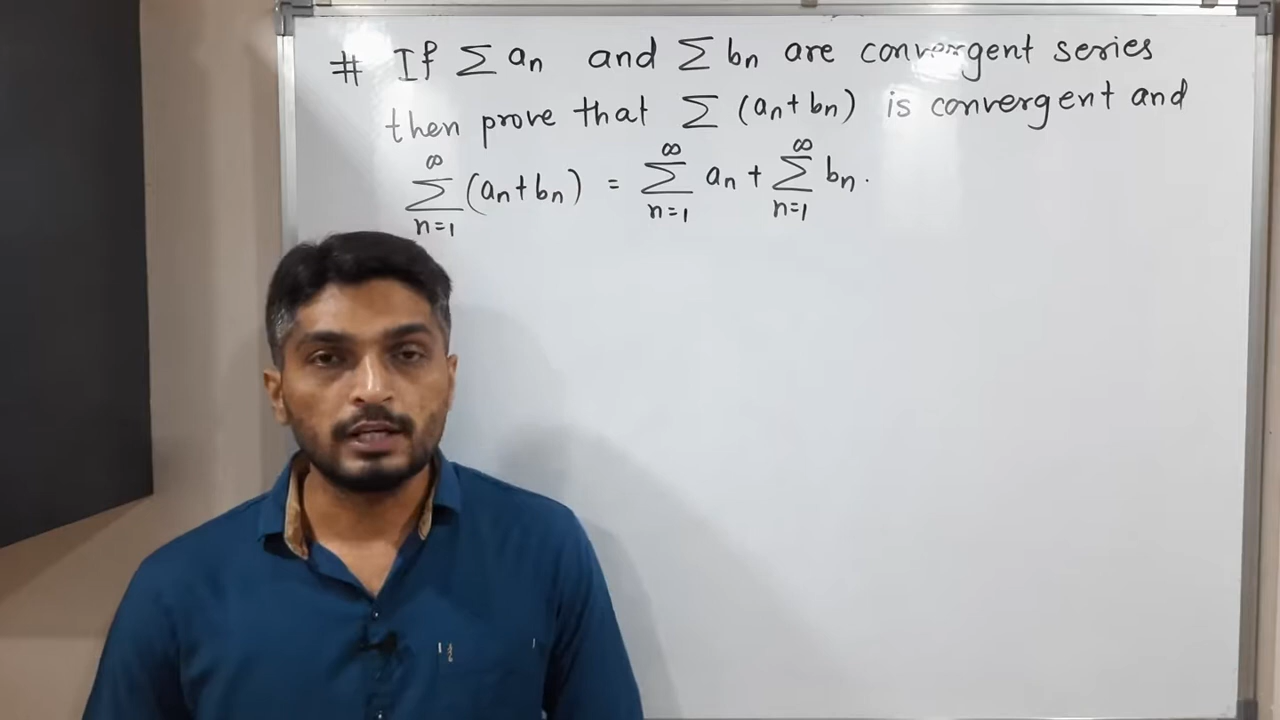 # If ∑ an and ∑ bn are convergent series
then prove that ∑ (an + bn) is convergent and
∞ ∑ n=1 (an + bn) = ∞ ∑ n=1 an + ∞ ∑ n=1 bn.